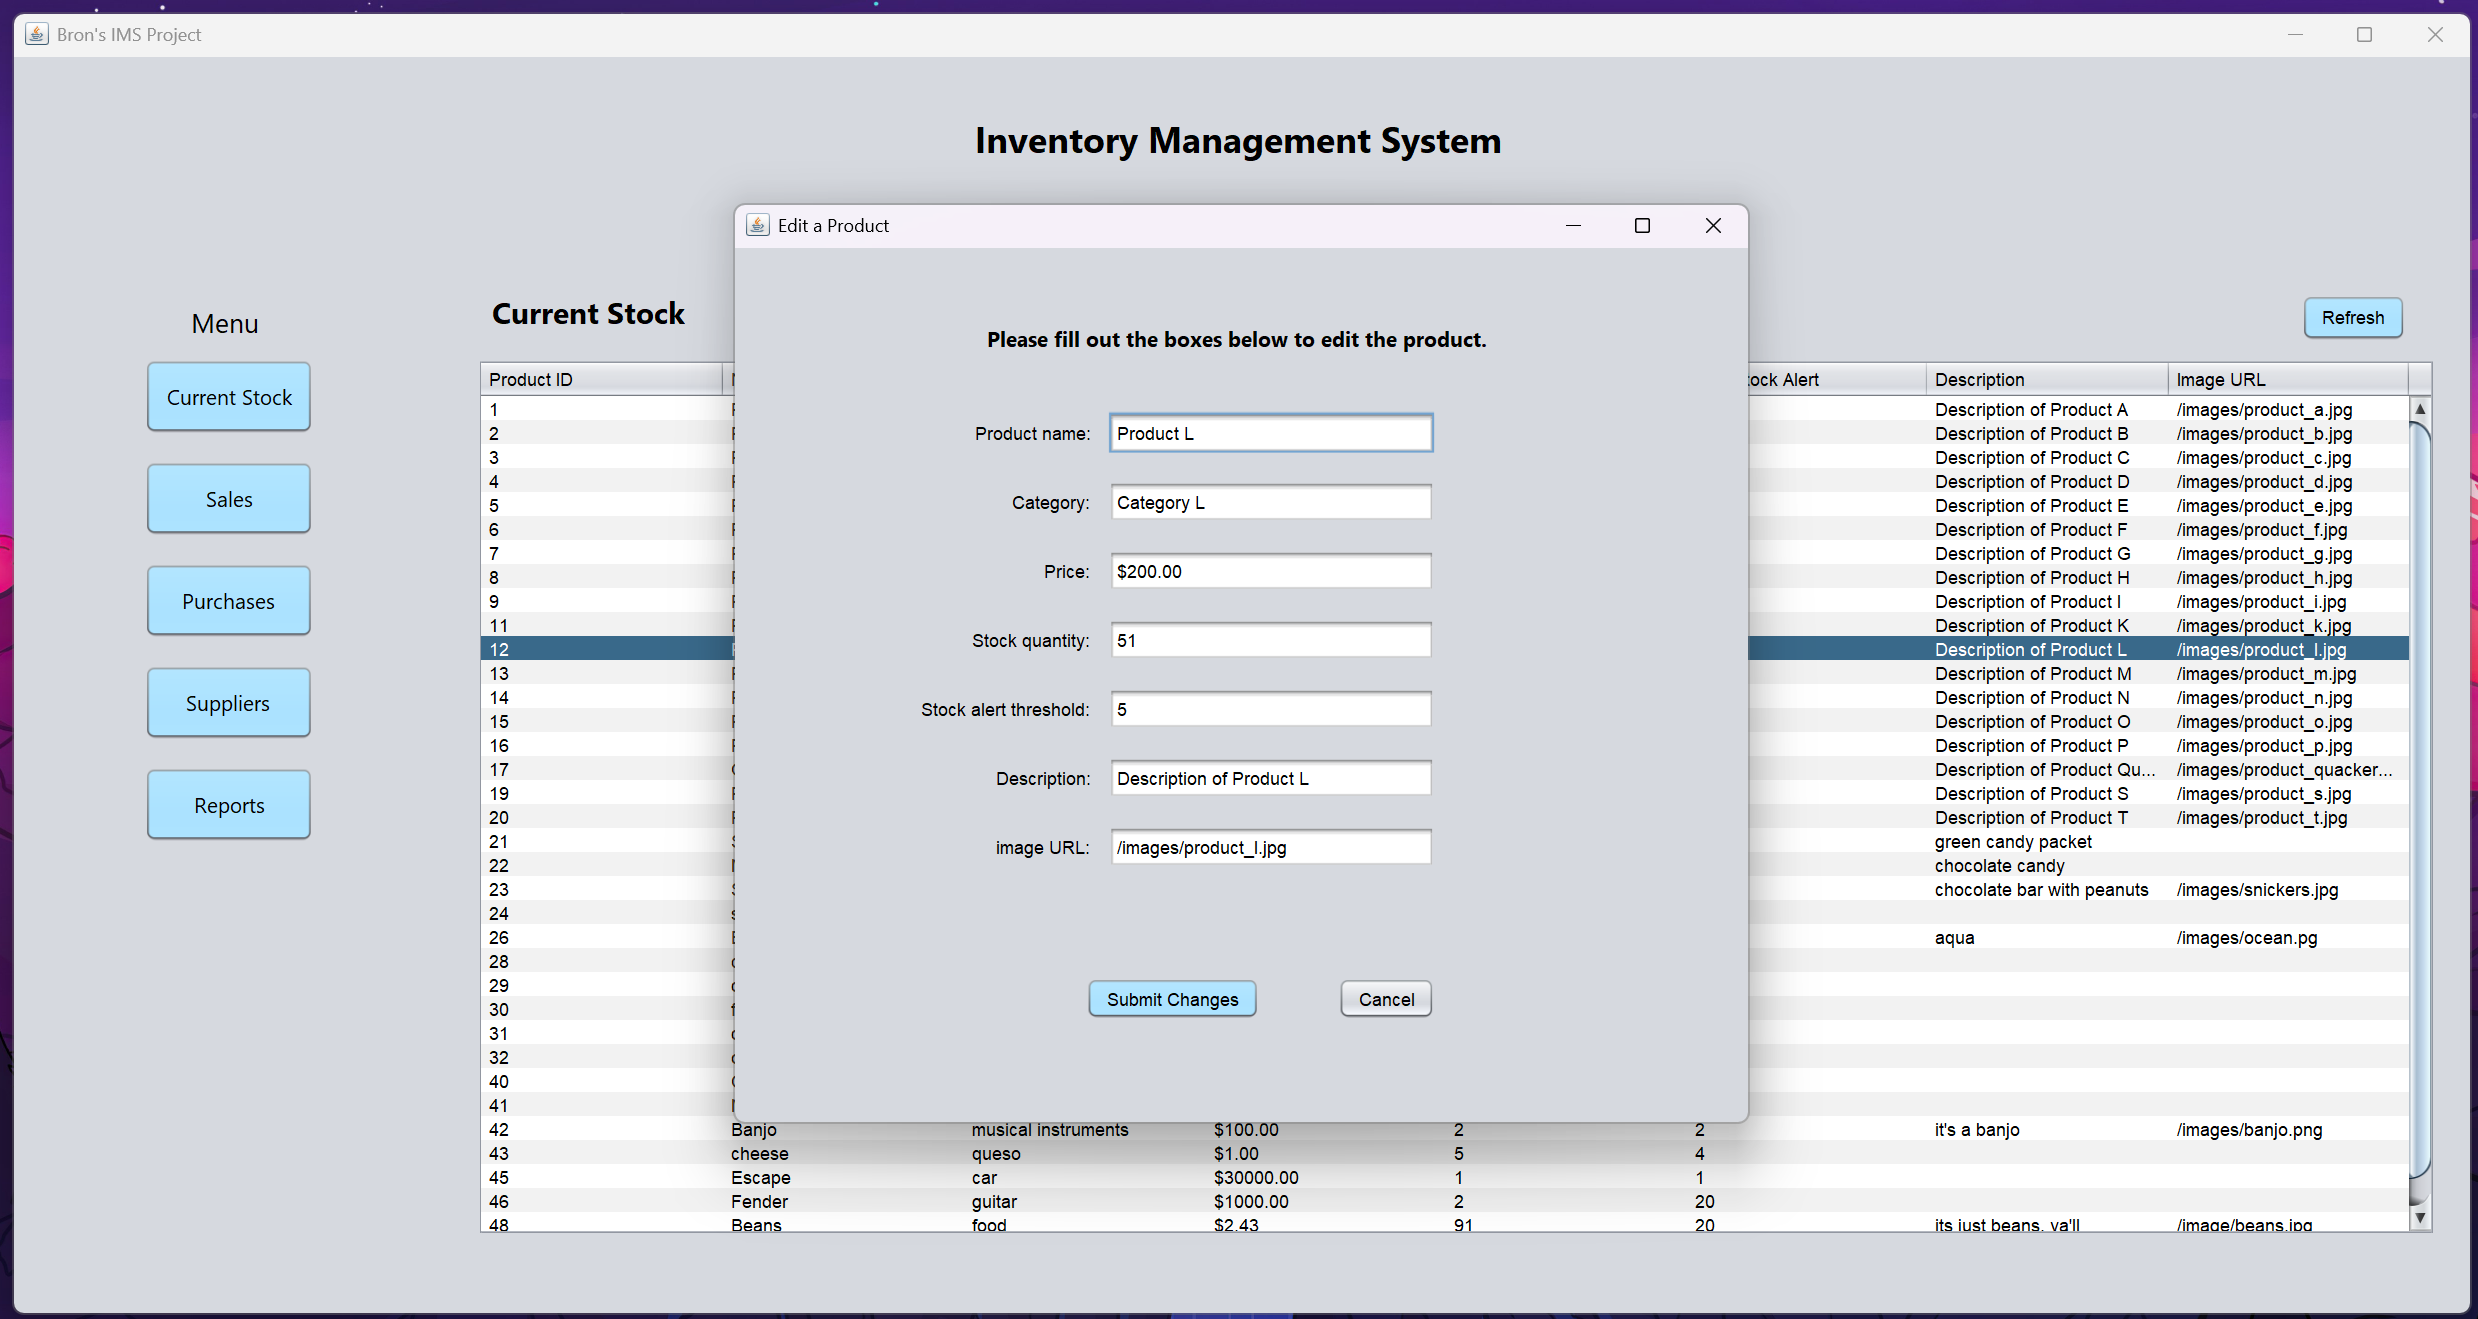 Bron's IMS Project
Inventory Management System
Edit a Product
Menu
Current Stock
Sales
Purchases
Suppliers
Reports
Current Stock
Refresh
Please fill out the boxes below to edit the product.
Product name: Product L
Category: Category L
Price: $200.00
Stock quantity: 51
Stock alert threshold: 5
Description: Description of Product L
image URL: /images/product_l.jpg
Submit Changes Cancel
Product ID Description Image URL
1 Description of Product A /images/product_a.jpg
2 Description of Product B /images/product_b.jpg
3 Description of Product C /images/product_c.jpg
4 Description of Product D /images/product_d.jpg
5 Description of Product E /images/product_e.jpg
6 Description of Product F /images/product_f.jpg
7 Description of Product G /images/product_g.jpg
8 Description of Product H /images/product_h.jpg
9 Description of Product I /images/product_i.jpg
11 Description of Product K /images/product_k.jpg
12 Description of Product L /images/product_l.jpg
13 Description of Product M /images/product_m.jpg
14 Description of Product N /images/product_n.jpg
15 Description of Product O /images/product_o.jpg
16 Description of Product P /images/product_p.jpg
17 Description of Product Qu... /images/product_quacker...
19 Description of Product S /images/product_s.jpg
20 Description of Product T /images/product_t.jpg
21 green candy packet
22 chocolate candy
23 chocolate bar with peanuts /images/snickers.jpg
24
26 aqua /images/ocean.pg
28
29
30
31
32
40
41
42 Banjo musical instruments $100.00 2 2 it's a banjo /images/banjo.png
43 cheese queso $1.00 5 4
45 Escape car $30000.00 1 1
46 Fender guitar $1000.00 2 20
48 Beans food $2.43 91 20 its just beans, ya'll /image/beans.jpg